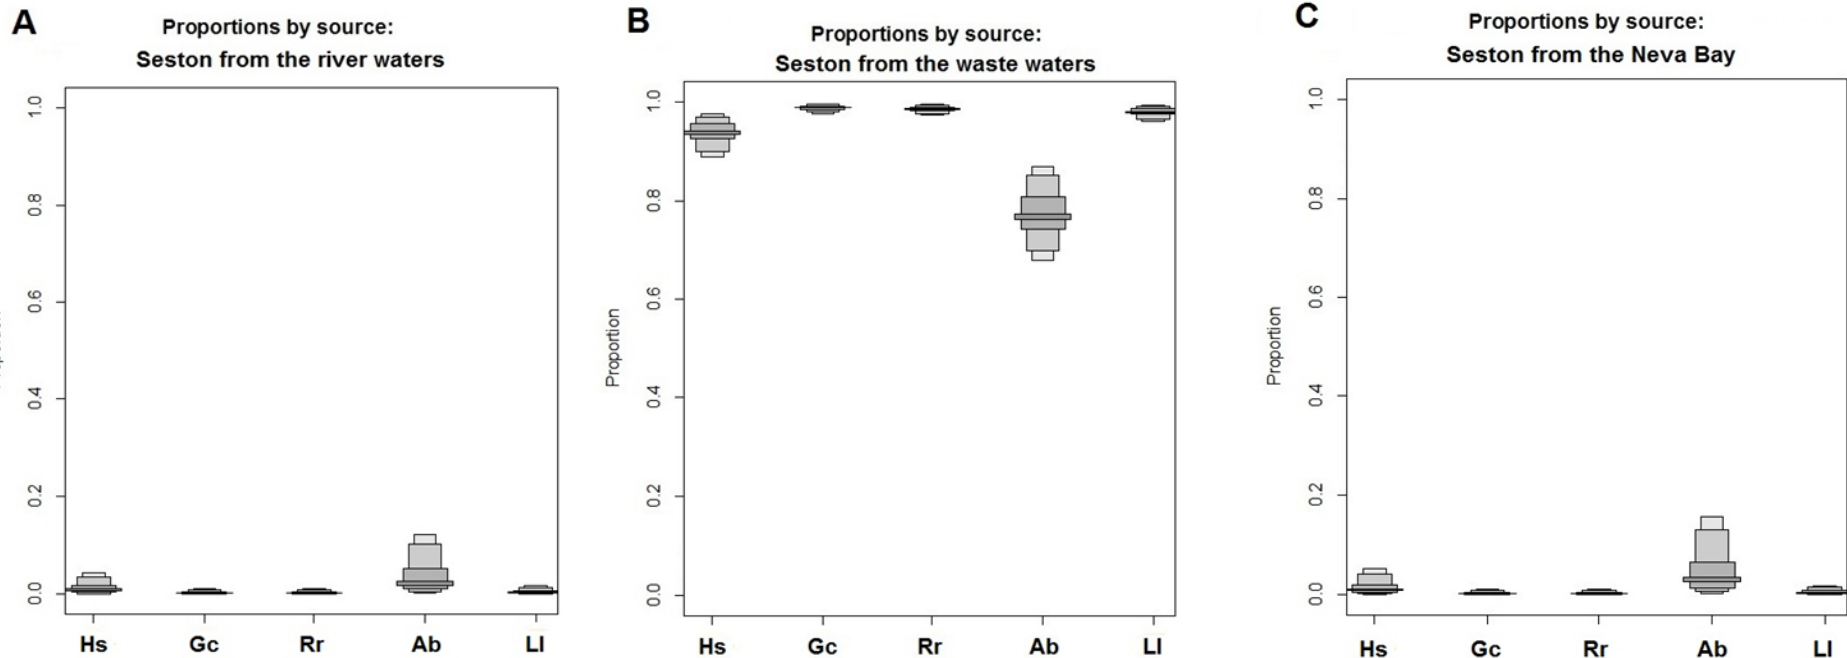 A
Proportions by source:
Seston from the river waters
1.0
0.8
0.6
0.4
0.2
0.0
Hs
Gc
Rr
Ab
Ll
B
Proportions by source:
Seston from the waste waters
Proportion
1.0
0.8
0.6
0.4
0.2
0.0
Hs
Gc
Rr
Ab
Ll
C
Proportions by source:
Seston from the Neva Bay
Proportion
1.0
0.8
0.6
0.4
0.2
0.0
Hs
Gc
Rr
Ab
Ll